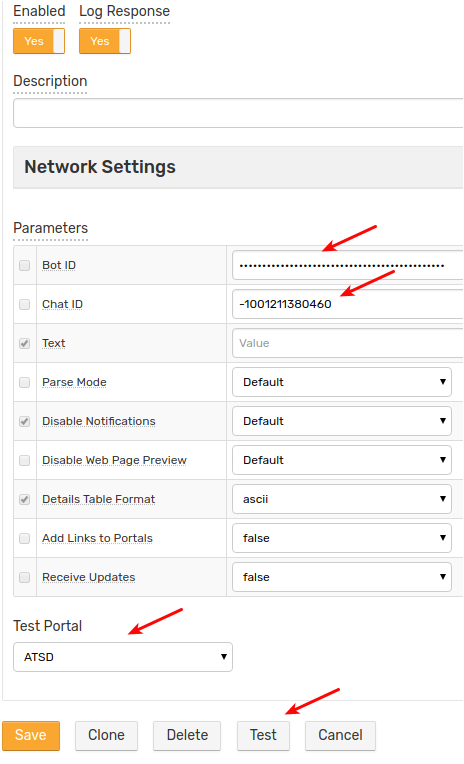 Enabled Log Response
Yes Yes
Description
Network Settings
Parameters
Bot ID ••••••••••••••••••••••••••••••••••••••••••••••
Chat ID -1001211380460
Text Value
Parse Mode Default
Disable Notifications Default
Disable Web Page Preview Default
Details Table Format ascii
Add Links to Portals false
Receive Updates false
Test Portal
ATSD
Save Clone Delete Test Cancel